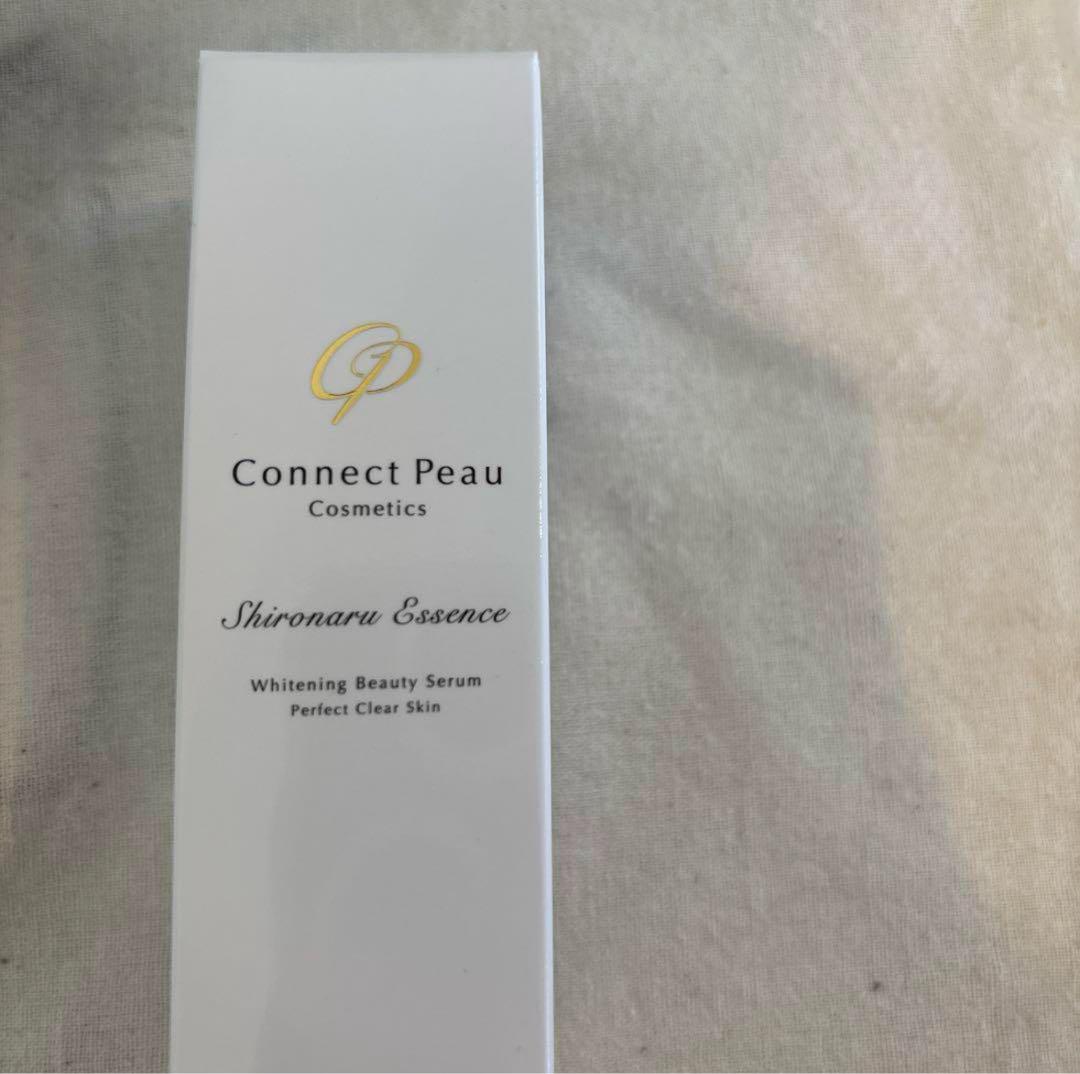 CP
Connect Peau
Cosmetics
Shironaru Essence
Whitening Beauty Serum
Perfect Clear Skin